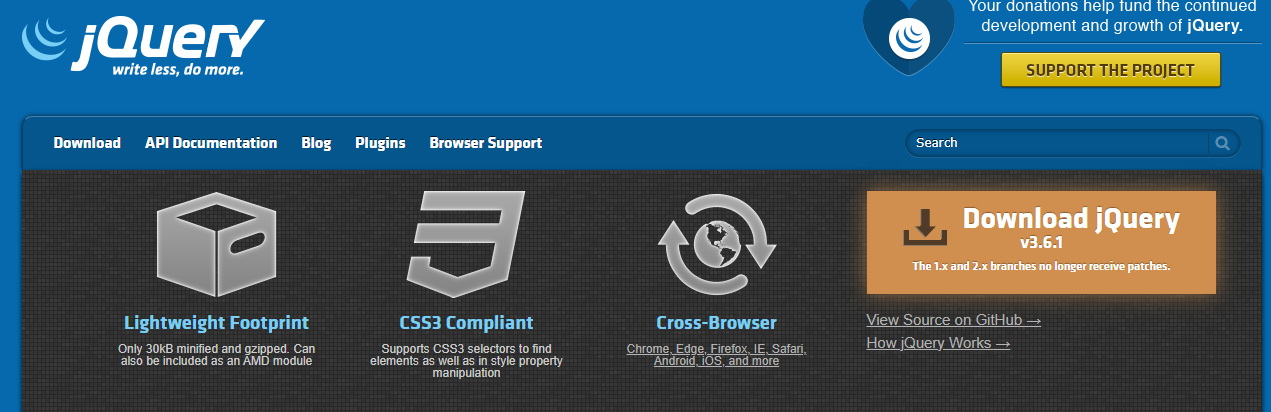 jQuery
write less, do more.
Your donations help fund the continued
development and growth of jQuery.
SUPPORT THE PROJECT
Download
API Documentation
Blog
Plugins
Browser Support
Search
Lightweight Footprint
Only 30kB minified and gzipped. Can
also be included as an AMD module
CSS3 Compliant
Supports CSS3 selectors to find
elements as well as in style property
manipulation
Cross-Browser
Chrome, Edge, Firefox, IE, Safari,
Android, iOS, and more
Download jQuery
v3.6.1
The 1.x and 2.x branches no longer receive patches.
View Source on GitHub →
How jQuery Works →